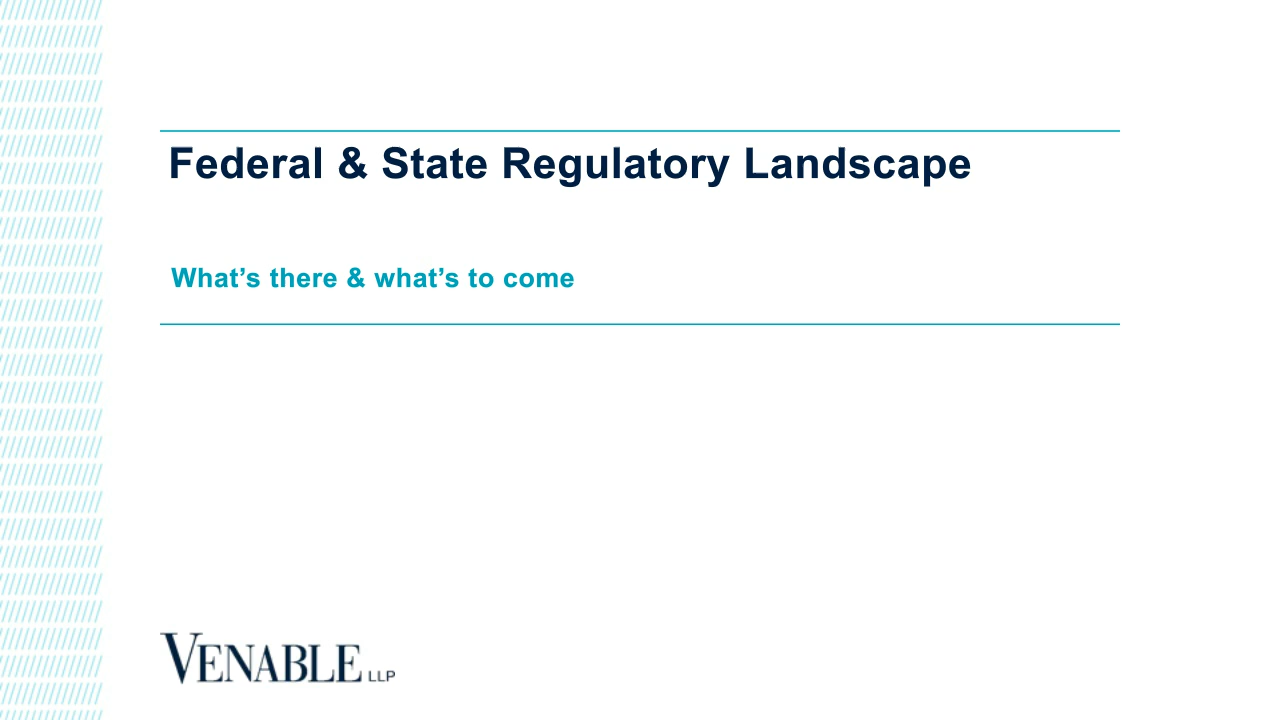 Federal & State Regulatory Landscape
What’s there & what’s to come
VENABLE LLP